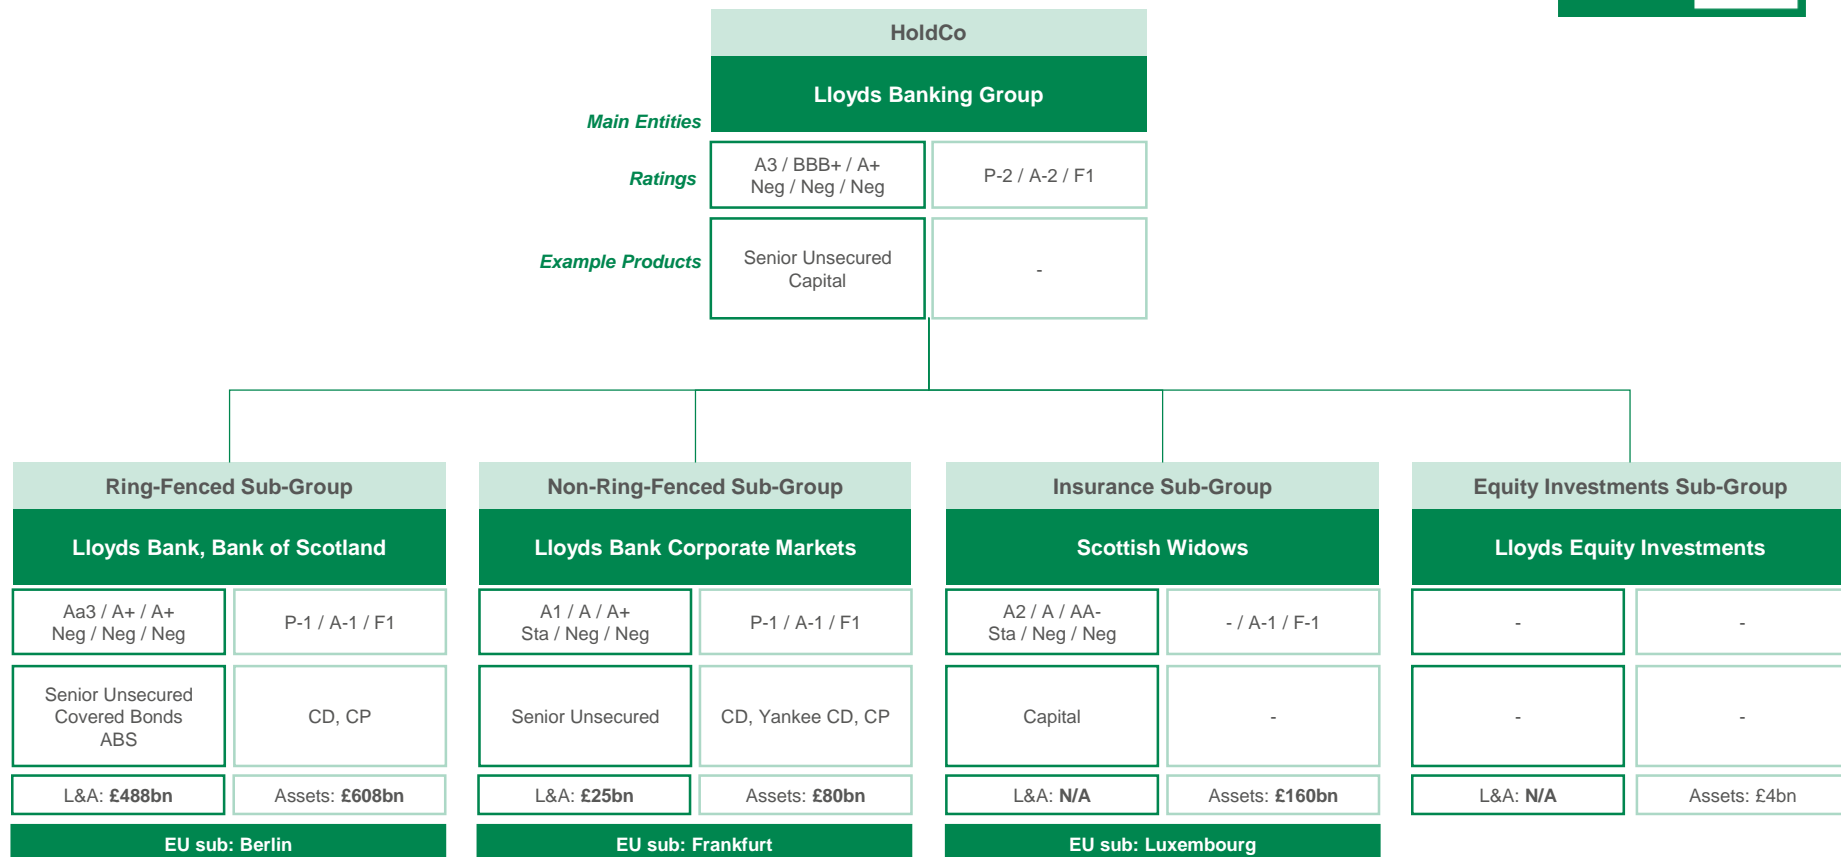 HoldCo
Lloyds Banking Group
Main Entities
Ratings
A3 / BBB+ / A+
Neg / Neg / Neg
P-2 / A-2 / F1
Example Products
Senior Unsecured
Capital
-
Ring-Fenced Sub-Group
Lloyds Bank, Bank of Scotland
Aa3 / A+ / A+
Neg / Neg / Neg
P-1 / A-1 / F1
Senior Unsecured
Covered Bonds
ABS
CD, CP
L&A: £488bn
Assets: £608bn
EU sub: Berlin
Non-Ring-Fenced Sub-Group
Lloyds Bank Corporate Markets
A1 / A / A+
Sta / Neg / Neg
P-1 / A-1 / F1
Senior Unsecured
CD, Yankee CD, CP
L&A: £25bn
Assets: £80bn
EU sub: Frankfurt
Insurance Sub-Group
Scottish Widows
A2 / A / AA-
Sta / Neg / Neg
- / A-1 / F-1
Capital
-
L&A: N/A
Assets: £160bn
EU sub: Luxembourg
Equity Investments Sub-Group
Lloyds Equity Investments
-
-
-
-
L&A: N/A
Assets: £4bn